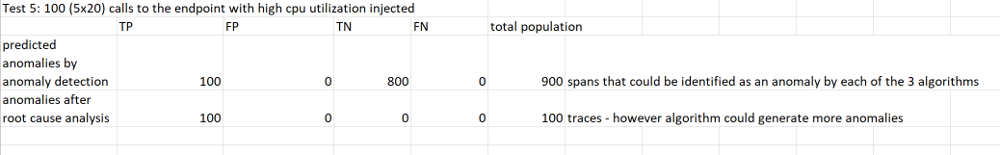 Test 5: 100 (5x20) calls to the endpoint with high cpu utilization injected
TP FP TN FN total population
predicted
anomalies by
anomaly detection 100 0 800 0 900 spans that could be identified as an anomaly by each of the 3 algorithms
anomalies after
root cause analysis 100 0 0 0 100 traces - however algorithm could generate more anomalies